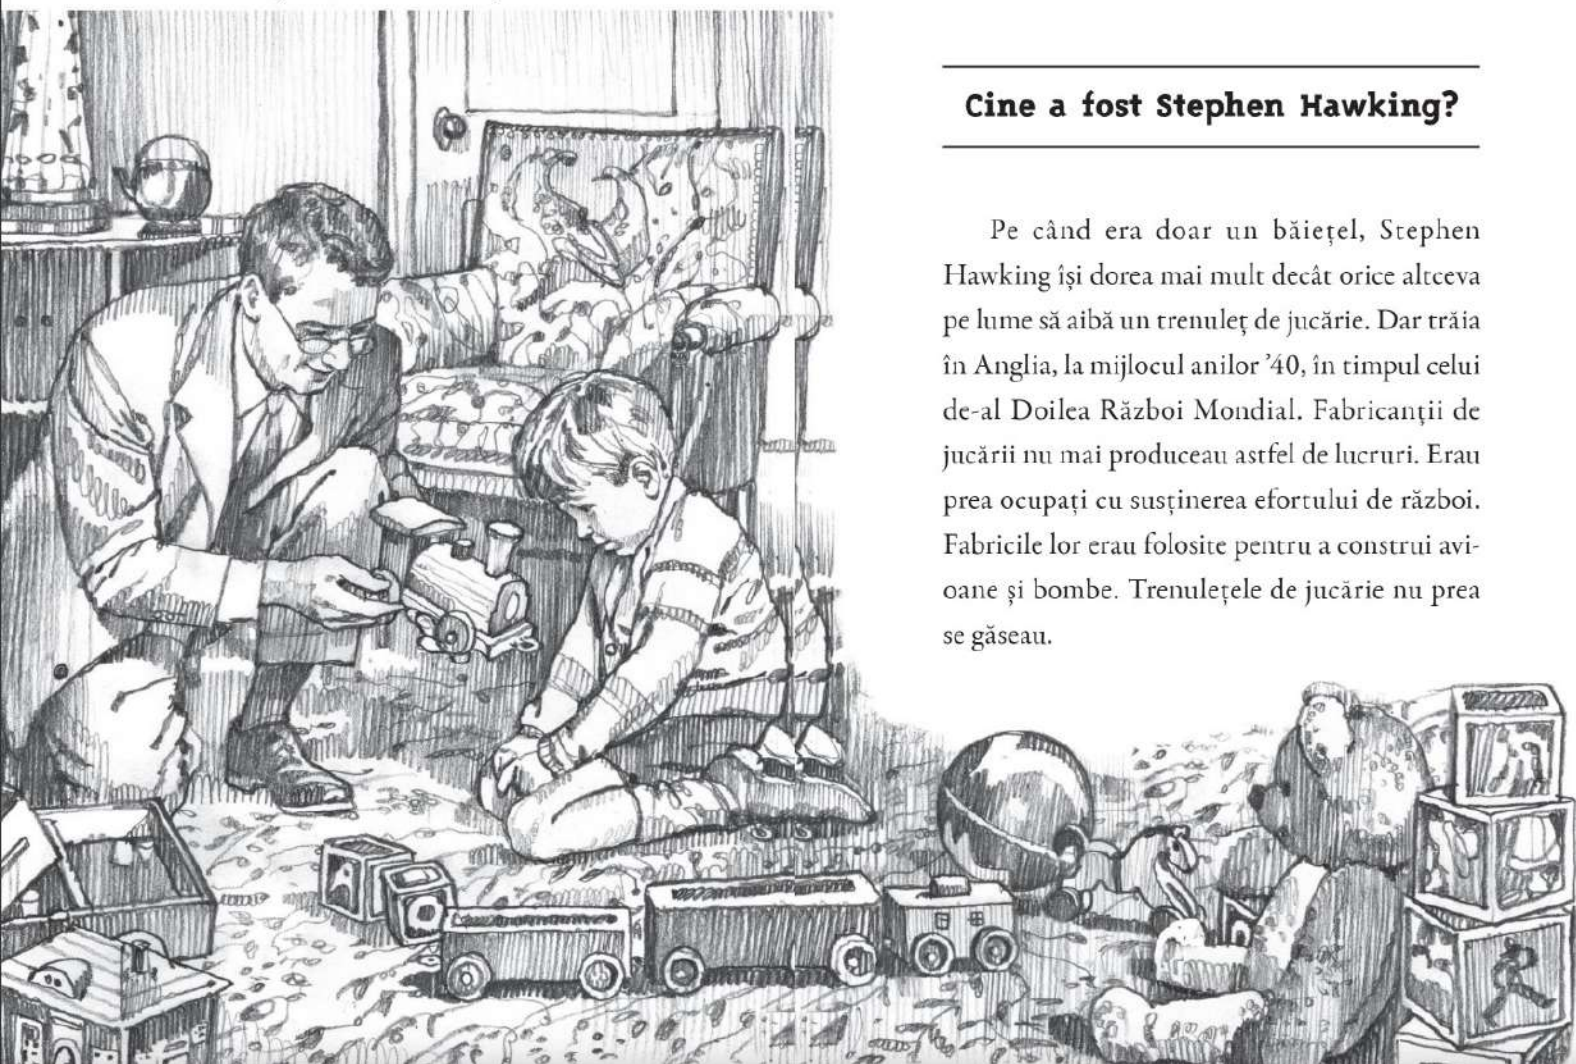 Cine a fost Stephen Hawking?
Pe când era doar un băiețel, Stephen
Hawking își dorea mai mult decât orice altceva
pe lume să aibă un trenuleț de jucărie. Dar trăia
în Anglia, la mijlocul anilor ’40, în timpul celui
de-al Doilea Război Mondial. Fabricanții de
jucării nu mai produceau astfel de lucruri. Erau
prea ocupați cu susținerea efortului de război.
Fabricile lor erau folosite pentru a construi avi-
oane și bombe. Trenulețele de jucărie nu prea
se găseau.